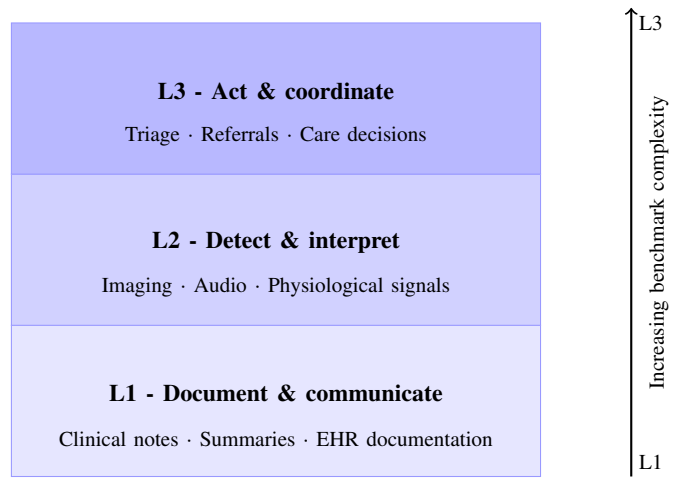 L3 - Act & coordinate
Triage · Referrals · Care decisions
L2 - Detect & interpret
Imaging · Audio · Physiological signals
L1 - Document & communicate
Clinical notes · Summaries · EHR documentation
L3
Increasing benchmark complexity
L1